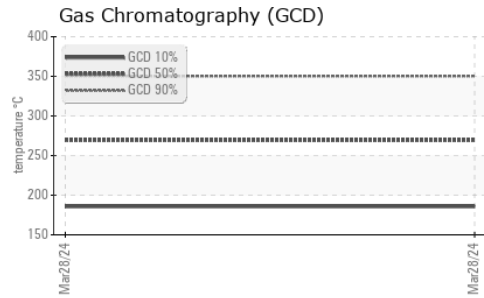 Gas Chromatography (GCD)
400
350
300
250
200
150
temperature °C
GCD 10%
GCD 50%
GCD 90%
Mar28/24
Mar28/24